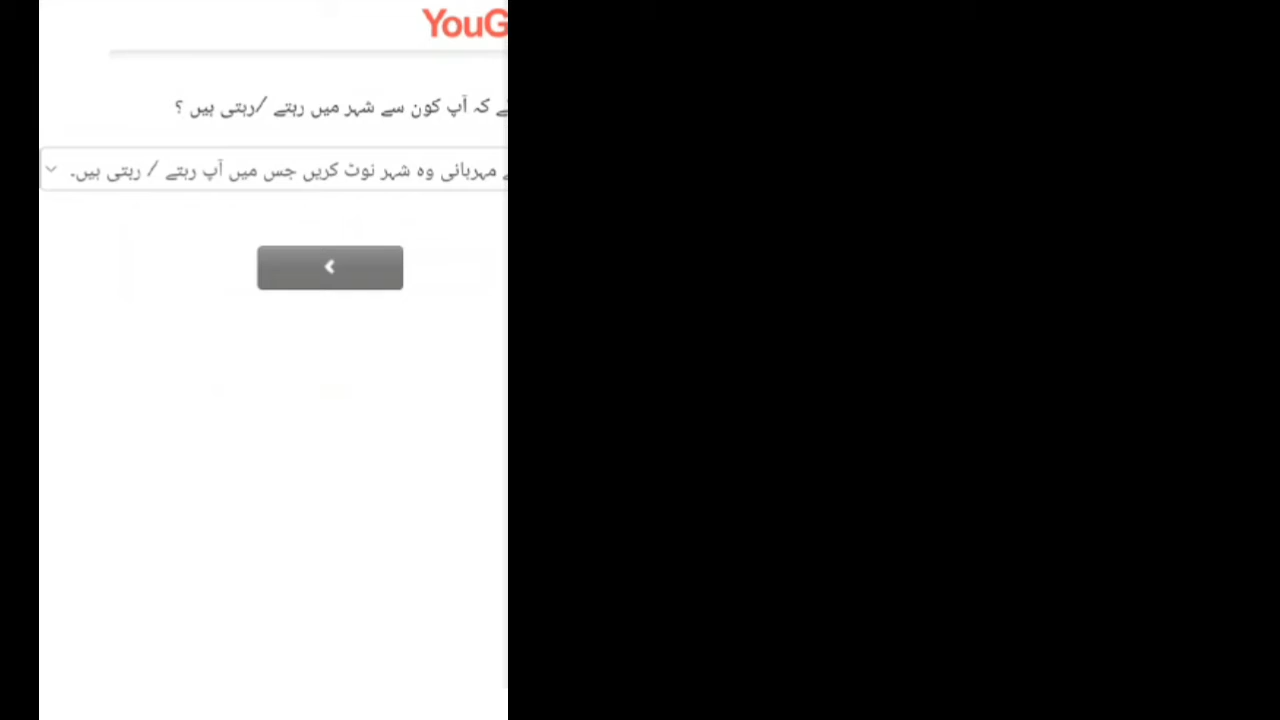 YouG
کہ آپ کون سے شہر میں رہتے /رہتی ہیں ؟
مہربانی وہ شہر نوٹ کریں جس میں آپ رہتے / رہتی ہیں۔